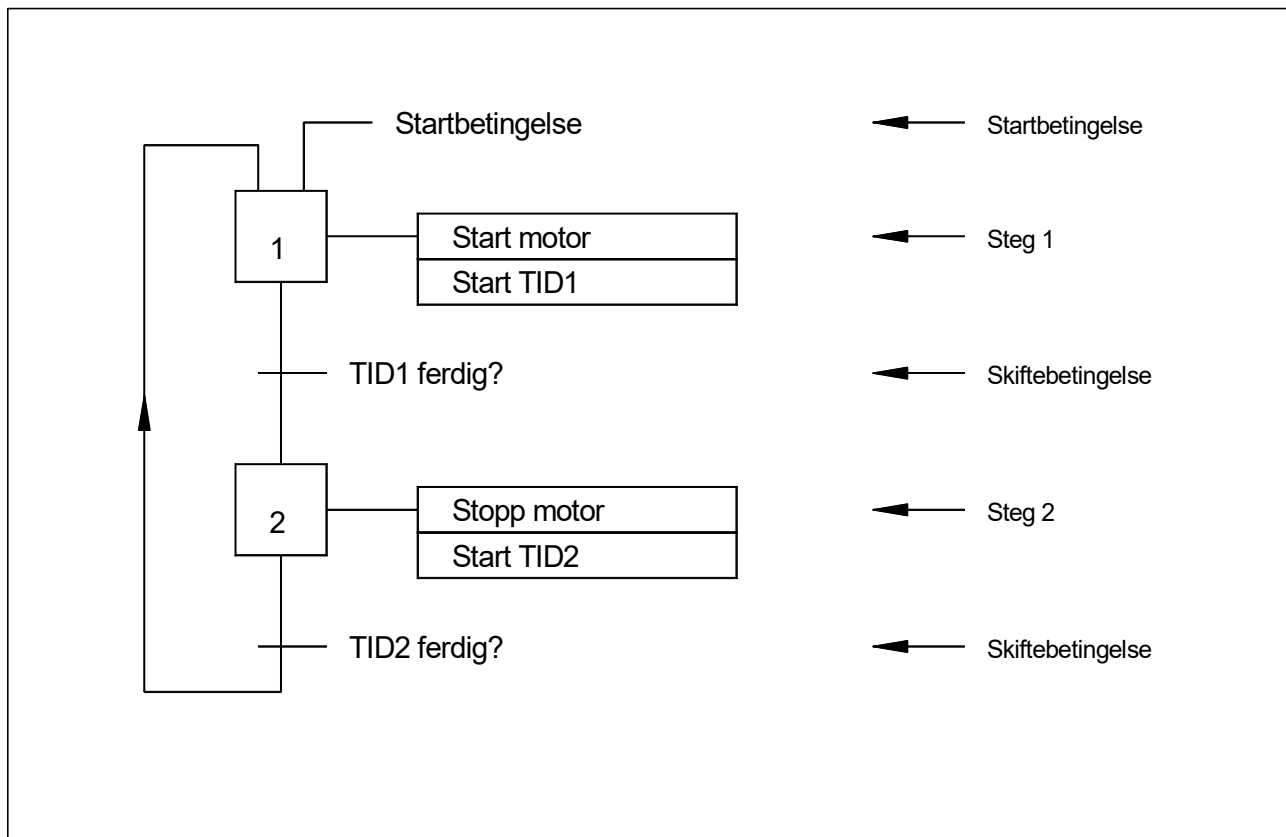 Startbetingelse
Startbetingelse
1
Start motor
Steg 1
Start TID1
TID1 ferdig?
Skiftebetingelse
2
Stopp motor
Steg 2
Start TID2
TID2 ferdig?
Skiftebetingelse